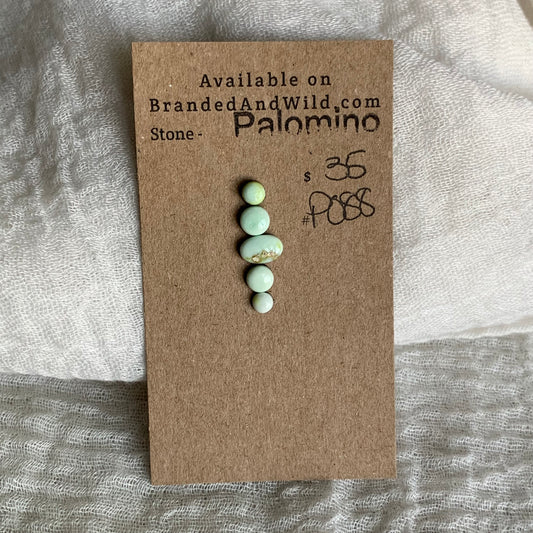 Available on
BrandedAndWild.com
Stone - Palomino
$ 35
#P088